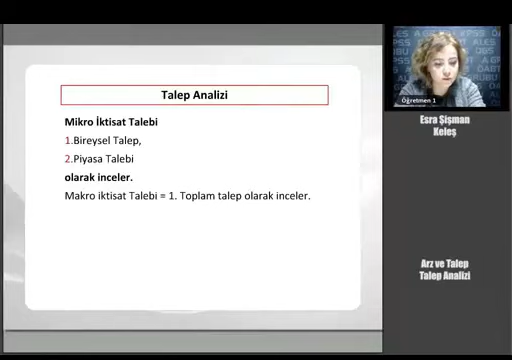 Talep Analizi
Mikro İktisat Talebi
1.Bireysel Talep,
2.Piyasa Talebi
olarak inceler.
Makro iktisat Talebi = 1. Toplam talep olarak inceler.
Öğretmen 1
Esra Şişman
Keleş
Arz ve Talep
Talep Analizi